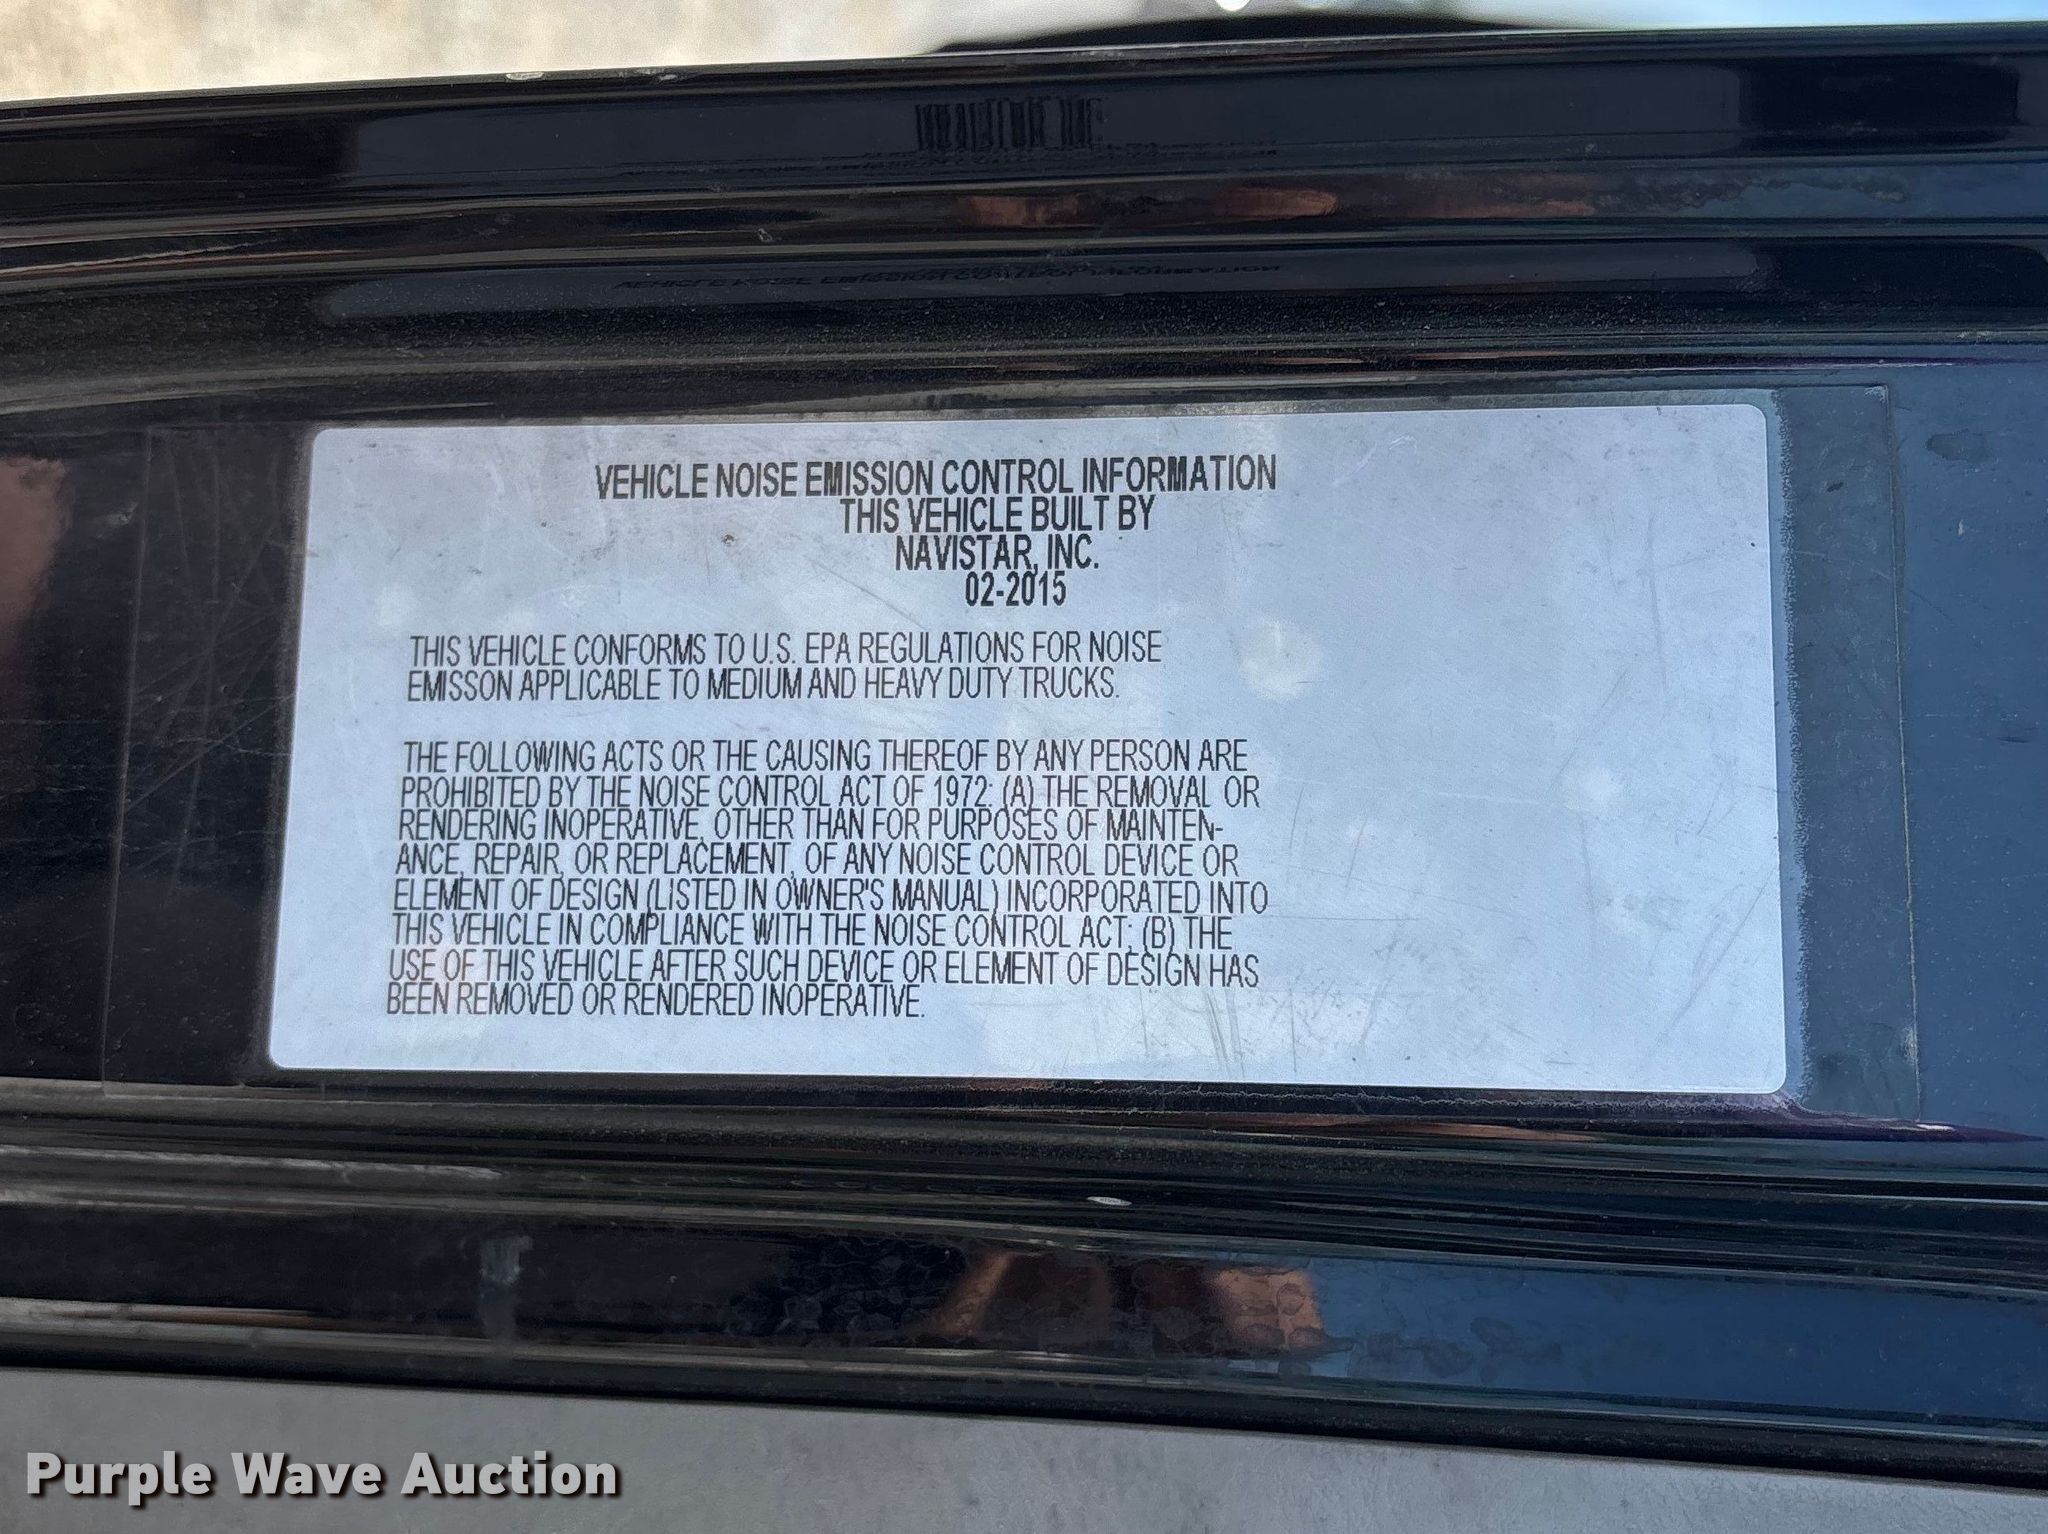 VEHICLE NOISE EMISSION CONTROL INFORMATION
THIS VEHICLE BUILT BY
NAVISTAR, INC.
02-2015
THIS VEHICLE CONFORMS TO U.S. EPA REGULATIONS FOR NOISE
EMISSON APPLICABLE TO MEDIUM AND HEAVY DUTY TRUCKS.
THE FOLLOWING ACTS OR THE CAUSING THEREOF BY ANY PERSON ARE
PROHIBITED BY THE NOISE CONTROL ACT OF 1972: (A) THE REMOVAL OR
RENDERING INOPERATIVE, OTHER THAN FOR PURPOSES OF MAINTEN-
ANCE, REPAIR, OR REPLACEMENT, OF ANY NOISE CONTROL DEVICE OR
ELEMENT OF DESIGN (LISTED IN OWNER'S MANUAL) INCORPORATED INTO
THIS VEHICLE IN COMPLIANCE WITH THE NOISE CONTROL ACT; (B) THE
USE OF THIS VEHICLE AFTER SUCH DEVICE OR ELEMENT OF DESIGN HAS
BEEN REMOVED OR RENDERED INOPERATIVE.
Purple Wave Auction